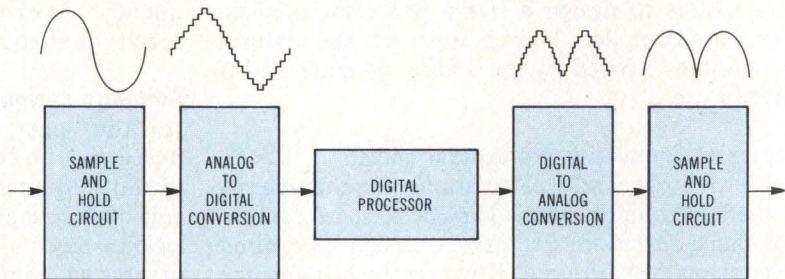 SAMPLE
AND
HOLD
CIRCUIT
ANALOG
TO
DIGITAL
CONVERSION
DIGITAL
PROCESSOR
DIGITAL
TO
ANALOG
CONVERSION
SAMPLE
AND
HOLD
CIRCUIT